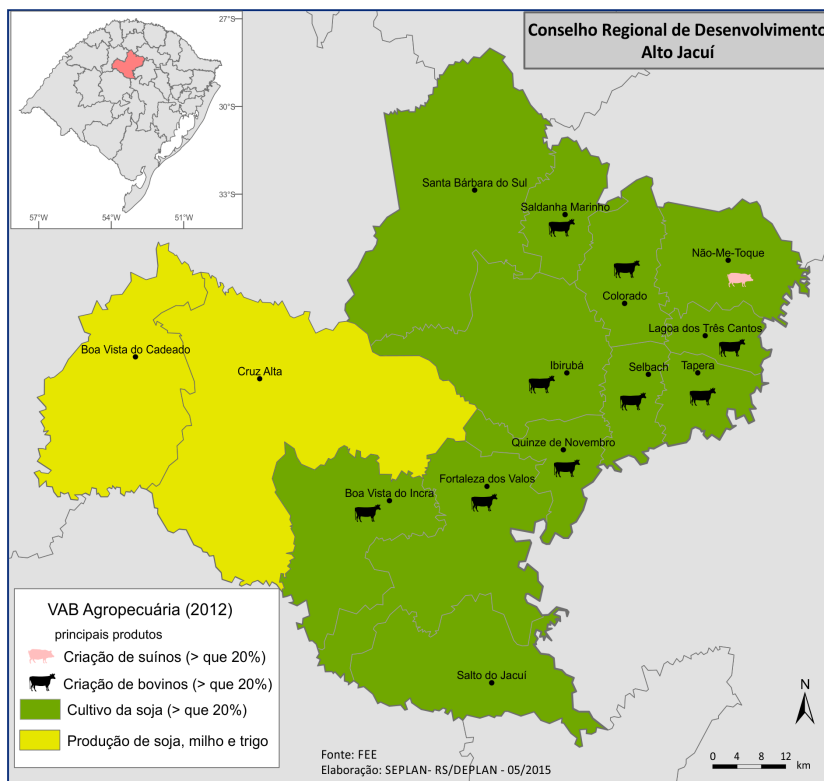 Conselho Regional de Desenvolvimento
Alto Jacuí
27°S
30°S
33°S
57°W
54°W
51°W
Santa Bárbara do Sul
Saldanha Marinho
Não-Me-Toque
Colorado
Lagoa dos Três Cantos
Boa Vista do Cadeado
Cruz Alta
Ibirubá
Selbach
Tapera
Quinze de Novembro
Fortaleza dos Valos
Boa Vista do Incra
Salto do Jacuí
VAB Agropecuária (2012)
principais produtos
Criação de suínos (> que 20%)
Criação de bovinos (> que 20%)
Cultivo da soja (> que 20%)
Produção de soja, milho e trigo
Fonte: FEE
Elaboração: SEPLAN- RS/DEPLAN - 05/2015
N
0 4 8 12
km